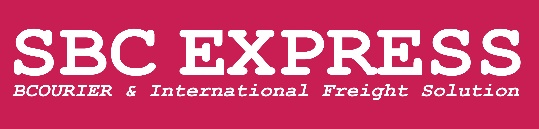 SBC EXPRESS
BCOURIER & International Freight Solution